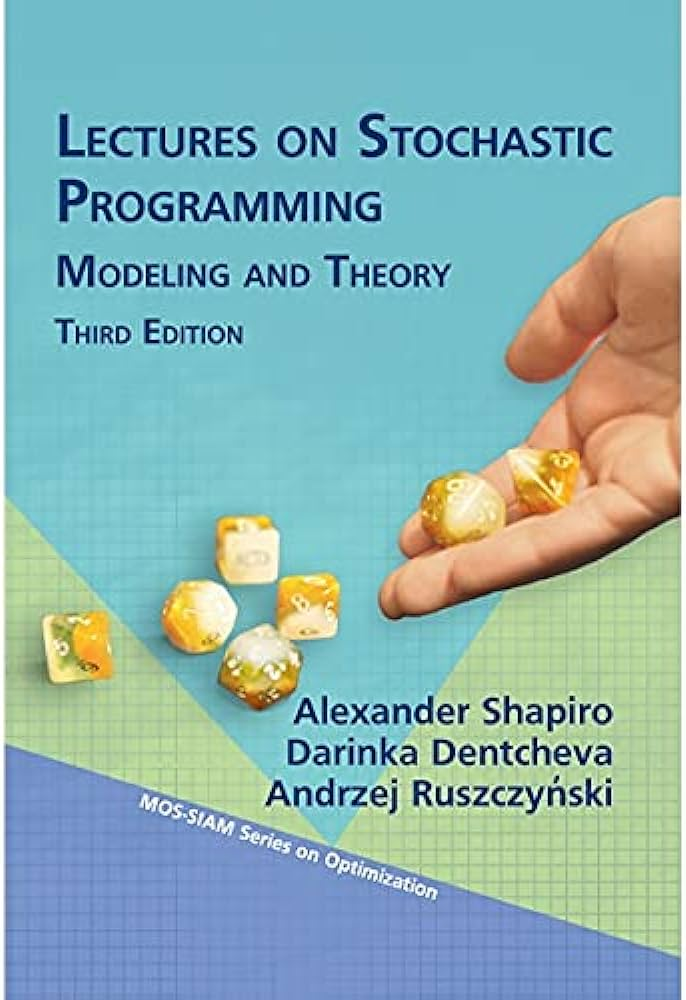 LECTURES ON STOCHASTIC
PROGRAMMING
MODELING AND THEORY
THIRD EDITION
Alexander Shapiro
Darinka Dentcheva
Andrzej Ruszczyński
MOS-SIAM Series on Optimization